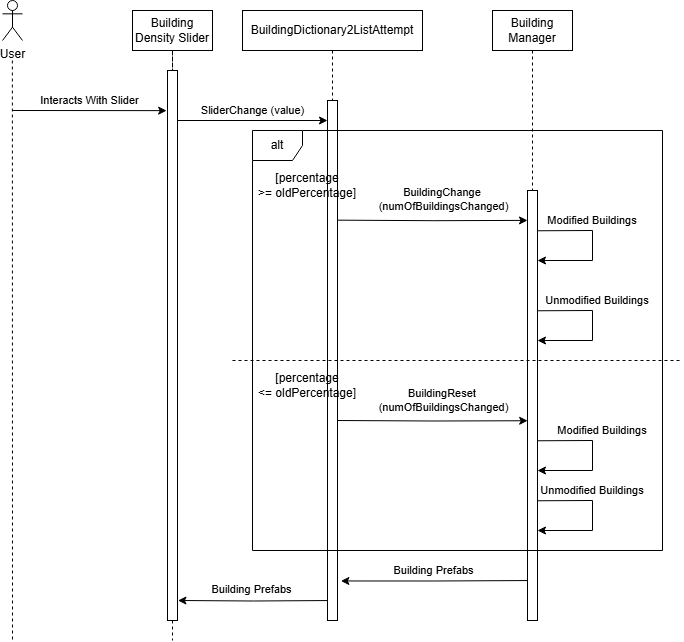 User
Building
Density Slider
BuildingDictionary2ListAttempt
Building
Manager
Interacts With Slider
SliderChange (value)
alt
[percentage
>= oldPercentage]
BuildingChange
(numOfBuildingsChanged)
Modified Buildings
Unmodified Buildings
[percentage
<= oldPercentage]
BuildingReset
(numOfBuildingsChanged)
Modified Buildings
Unmodified Buildings
Building Prefabs
Building Prefabs